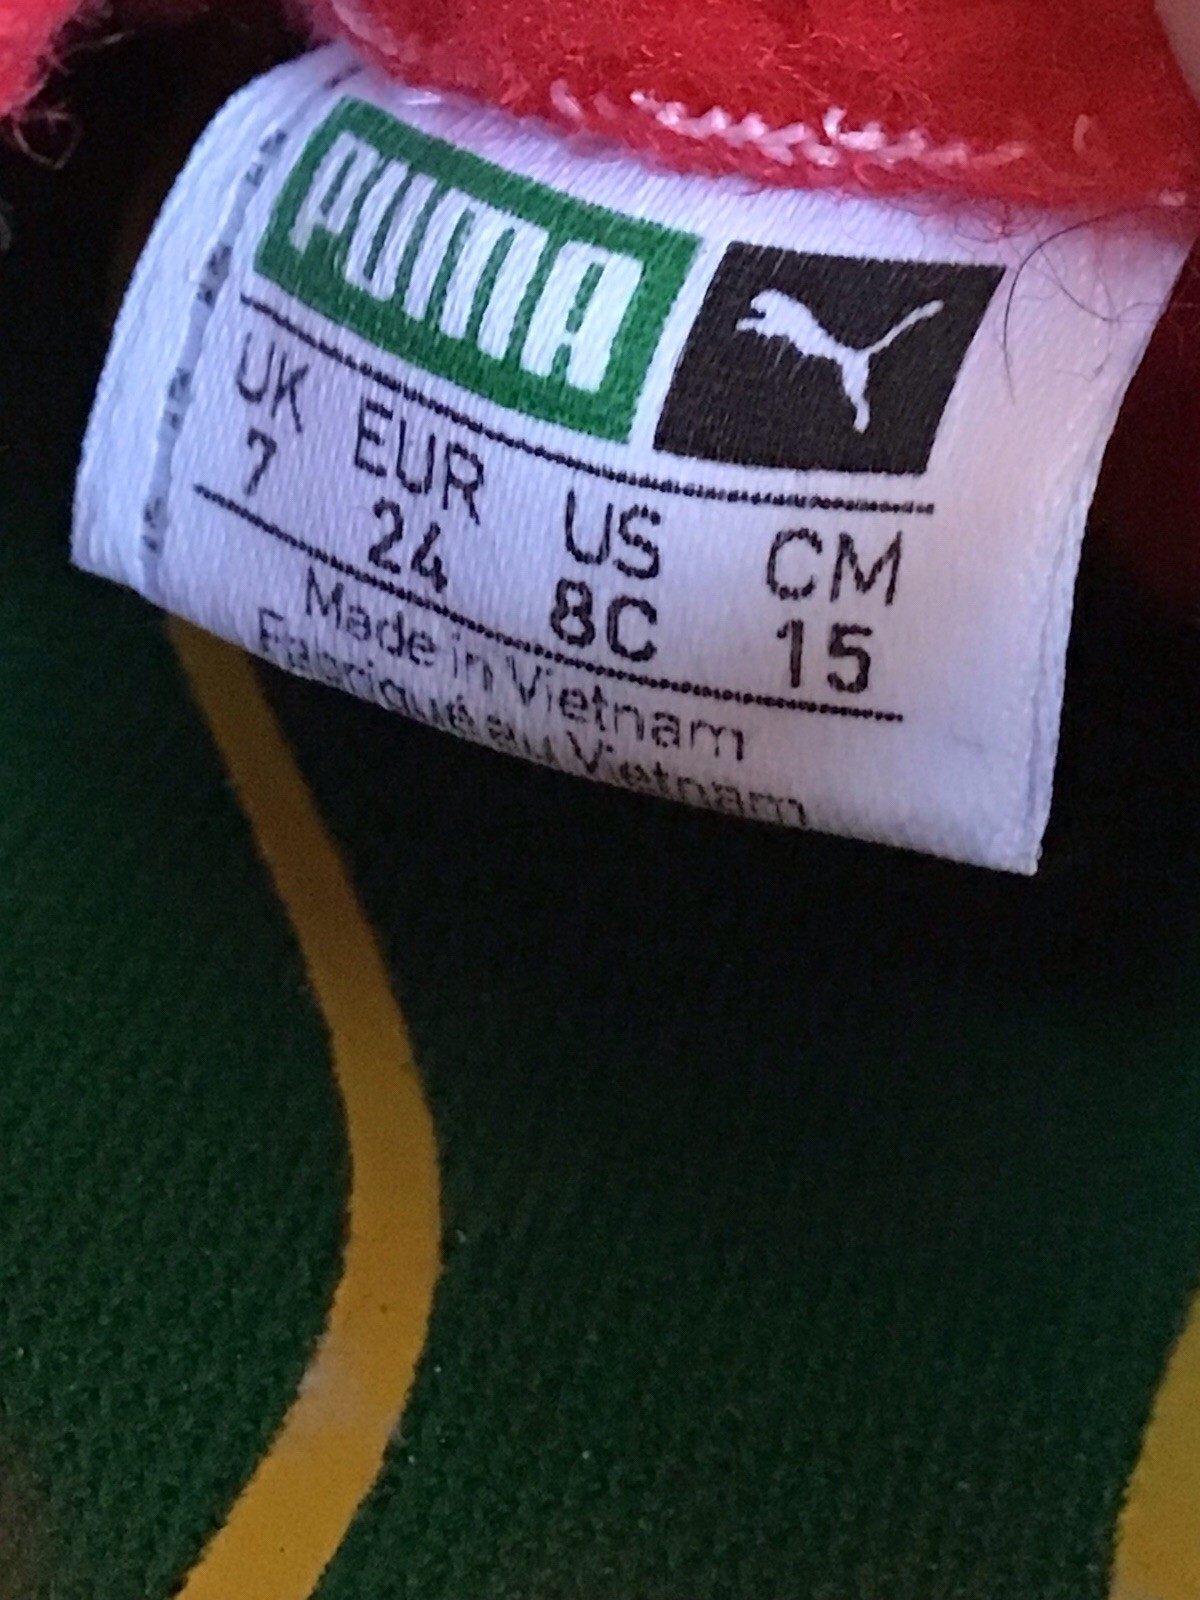 PUMA
UK EUR US CM
7 24 8C 15
Made in Vietnam
Fabriqué au Vietnam